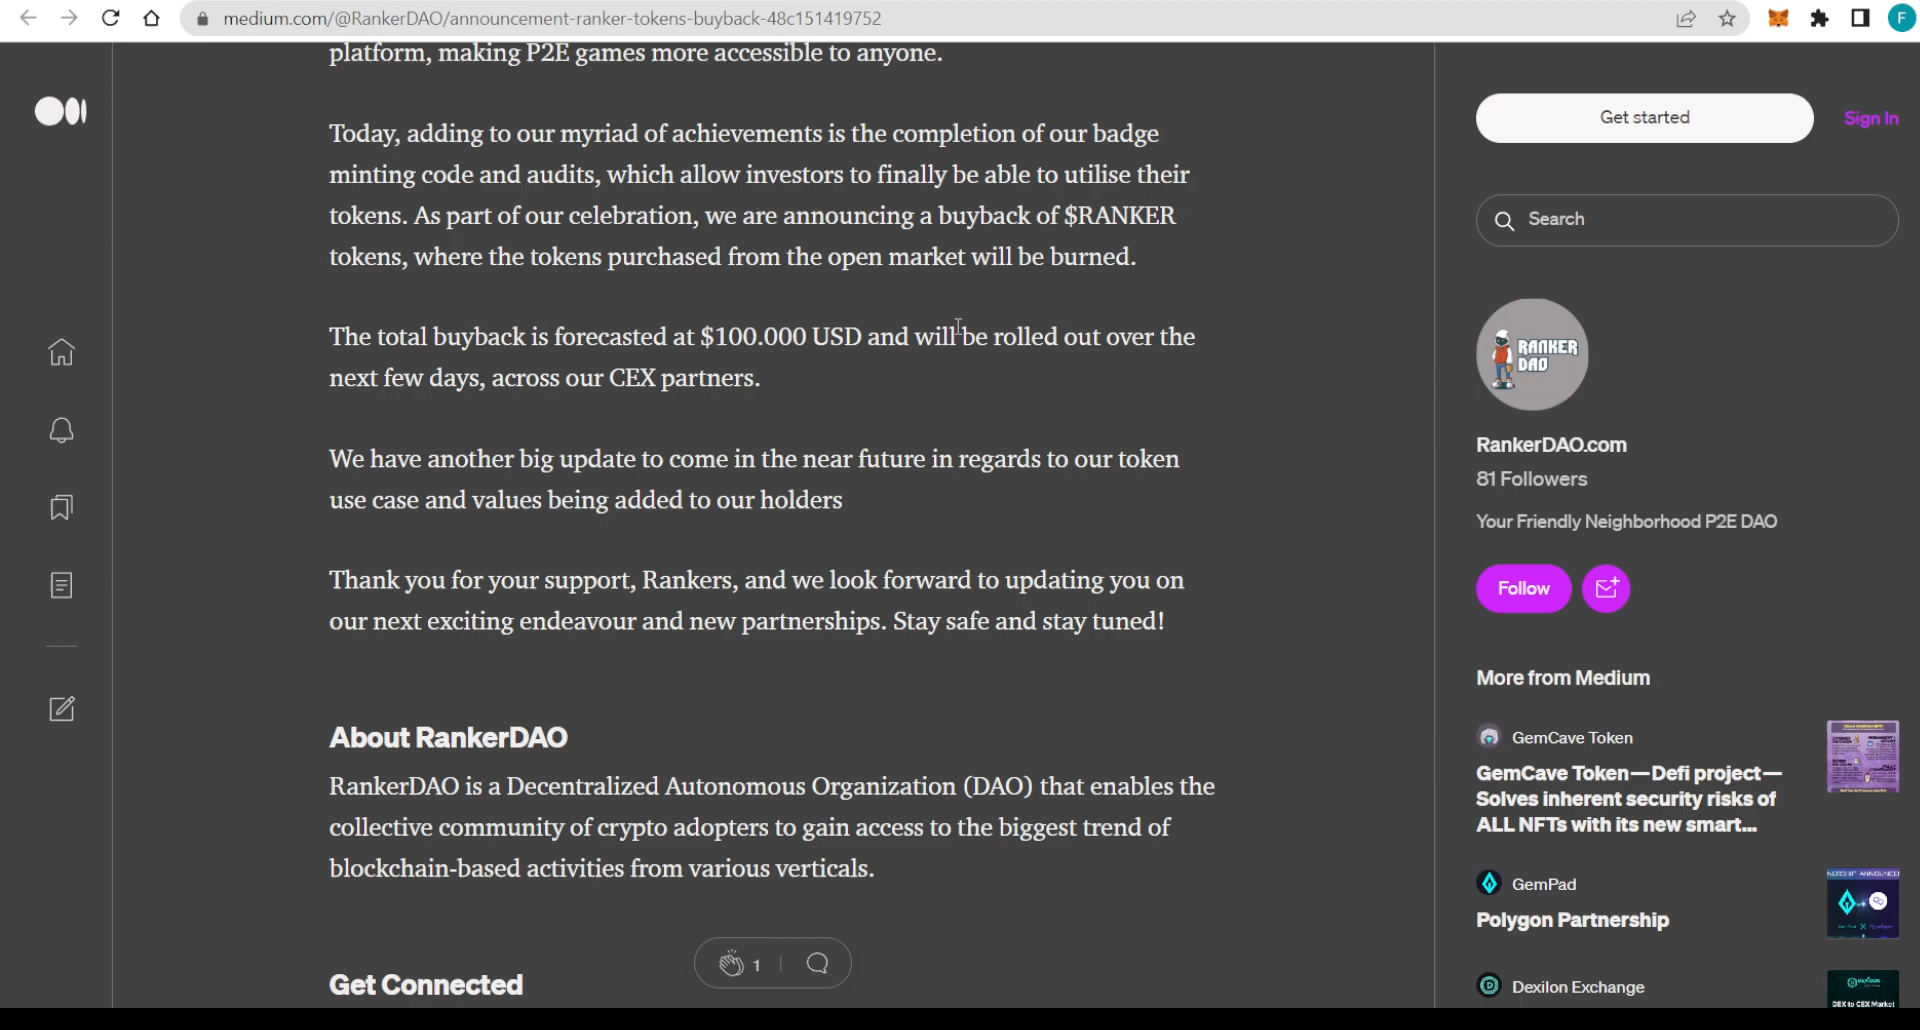 medium.com/@RankerDAO/announcement-ranker-tokens-buyback-48c151419752
F
platform, making P2E games more accessible to anyone.
Today, adding to our myriad of achievements is the completion of our badge
minting code and audits, which allow investors to finally be able to utilise their
tokens. As part of our celebration, we are announcing a buyback of $RANKER
tokens, where the tokens purchased from the open market will be burned.
The total buyback is forecasted at $100.000 USD and will be rolled out over the
next few days, across our CEX partners.
We have another big update to come in the near future in regards to our token
use case and values being added to our holders
Thank you for your support, Rankers, and we look forward to updating you on
our next exciting endeavour and new partnerships. Stay safe and stay tuned!
About RankerDAO
RankerDAO is a Decentralized Autonomous Organization (DAO) that enables the
collective community of crypto adopters to gain access to the biggest trend of
blockchain-based activities from various verticals.
1
Get Connected
Get started
Sign In
Search
RANKER
DAO
RankerDAO.com
81 Followers
Your Friendly Neighborhood P2E DAO
Follow
More from Medium
GemCave Token
GemCave Token—Defi project—
Solves inherent security risks of
ALL NFTs with its new smart...
GemPad
Polygon Partnership
Dexilon Exchange
DEX to CEX Market